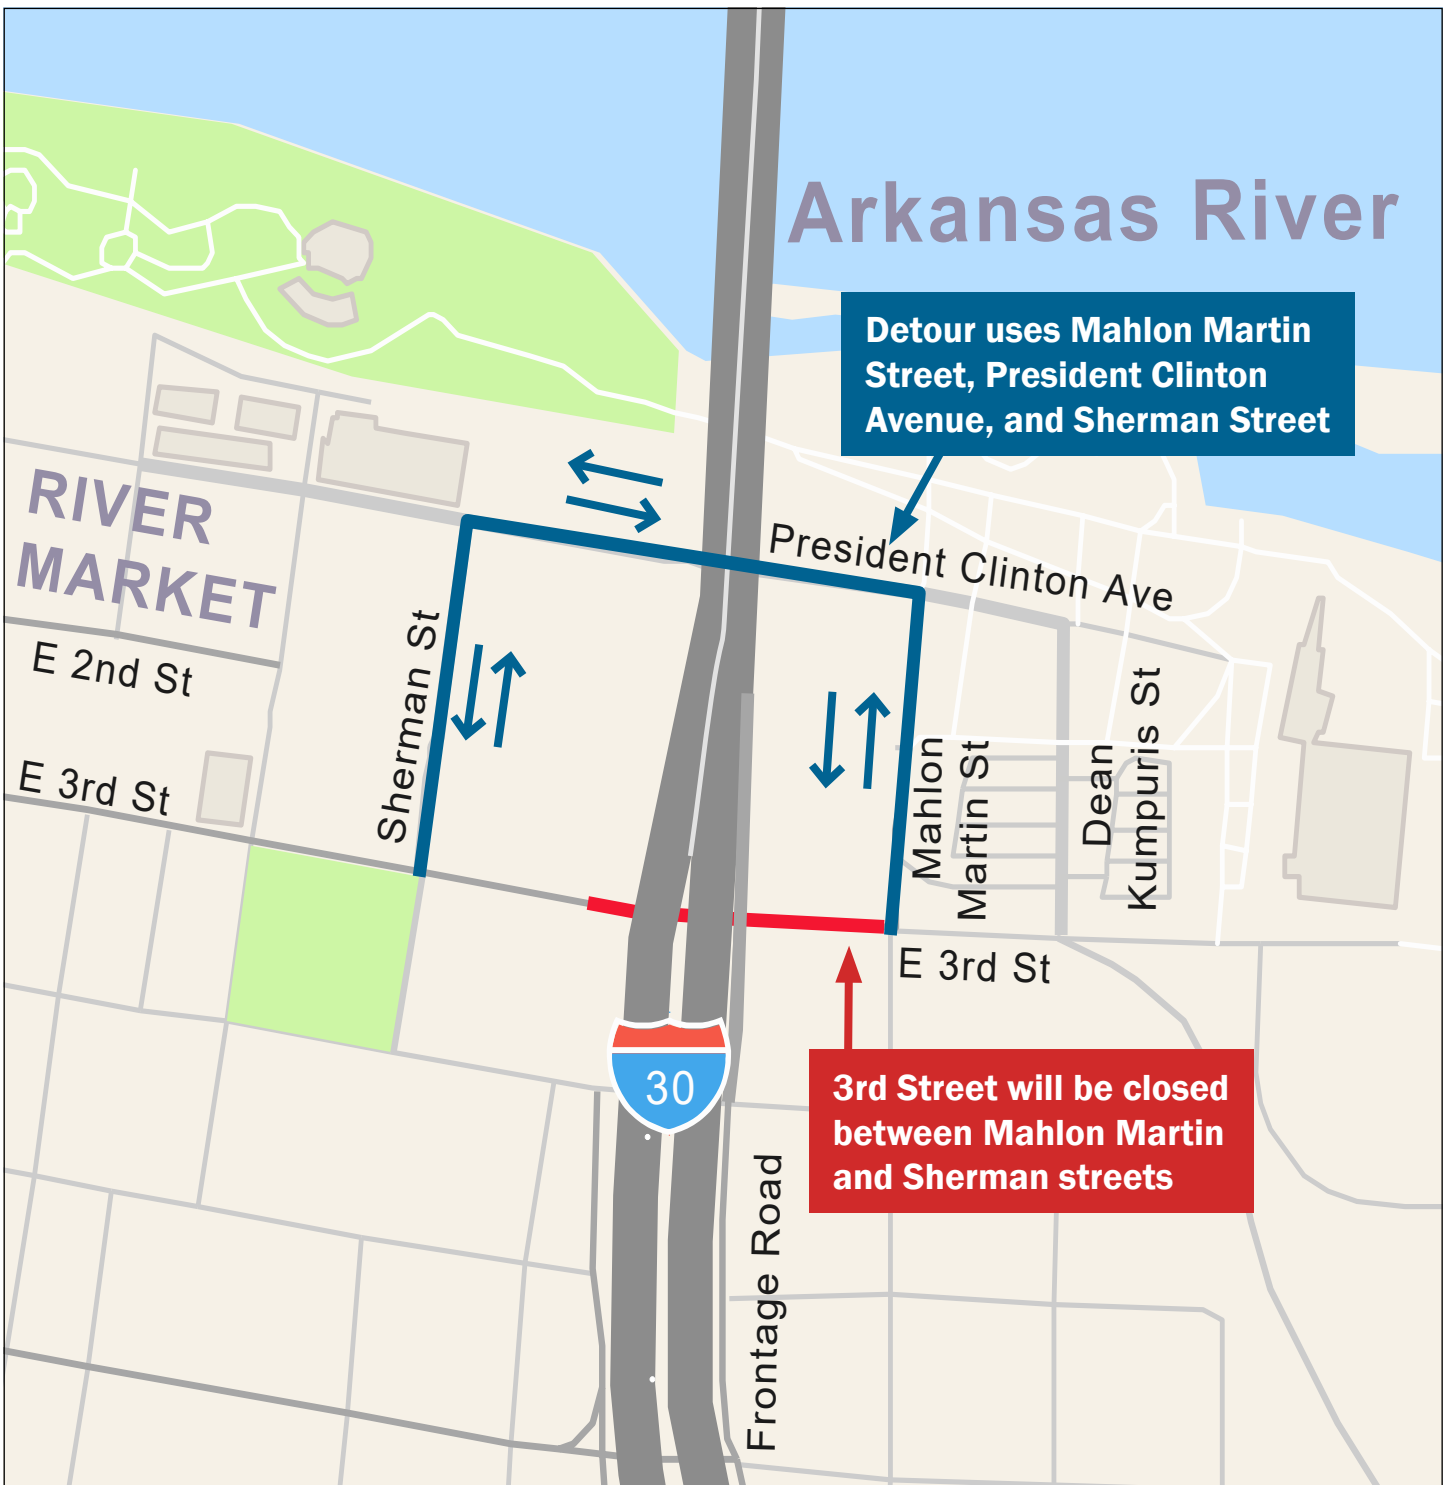 Arkansas River
Detour uses Mahlon Martin
Street, President Clinton
Avenue, and Sherman Street
RIVER
MARKET
President Clinton Ave
E 2nd St
Sherman St
E 3rd St
Mahlon
Martin St
Dean
Kumpuris St
E 3rd St
30
3rd Street will be closed
between Mahlon Martin
and Sherman streets
Frontage Road